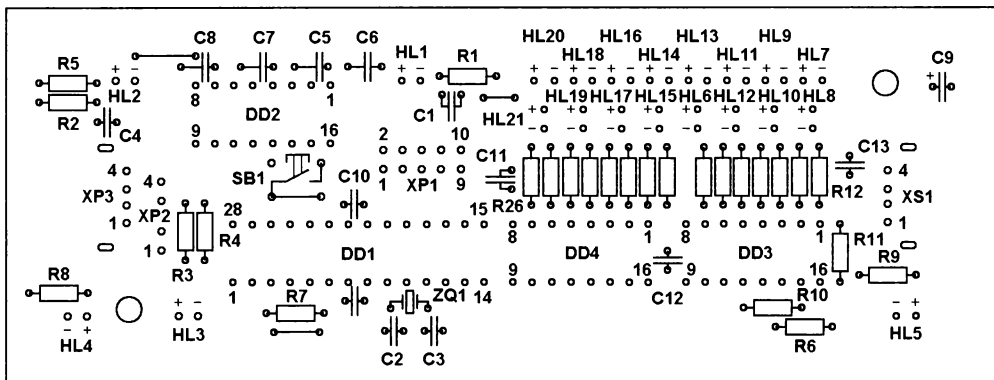 HL20 HL16 HL13 HL9
C8 C7 C5 C6 HL1 R1 HL18 HL14 HL11 HL7 C9
R5 + - + - + - + - + - + - + - + - + - + - +
HL2 HL19 HL17 HL15 HL6 HL12 HL10 HL8
8 1 C1 HL21 + + + + + + + +
R2 DD2
C4 9 16 2 10 - - - - - - - -
C11 C13
4 4 SB1 1 XP1 9 R12 4
XP3 XP2 C10 R26 XS1
1 28 15 8 1 8 1 1
1 R4 DD1 DD4 DD3 R11
R3 R9
R8 1 14 9 16 9 16
+ - R7 ZQ1 C12 R10 + -
- + HL3 HL5
HL4 C2 C3 R6